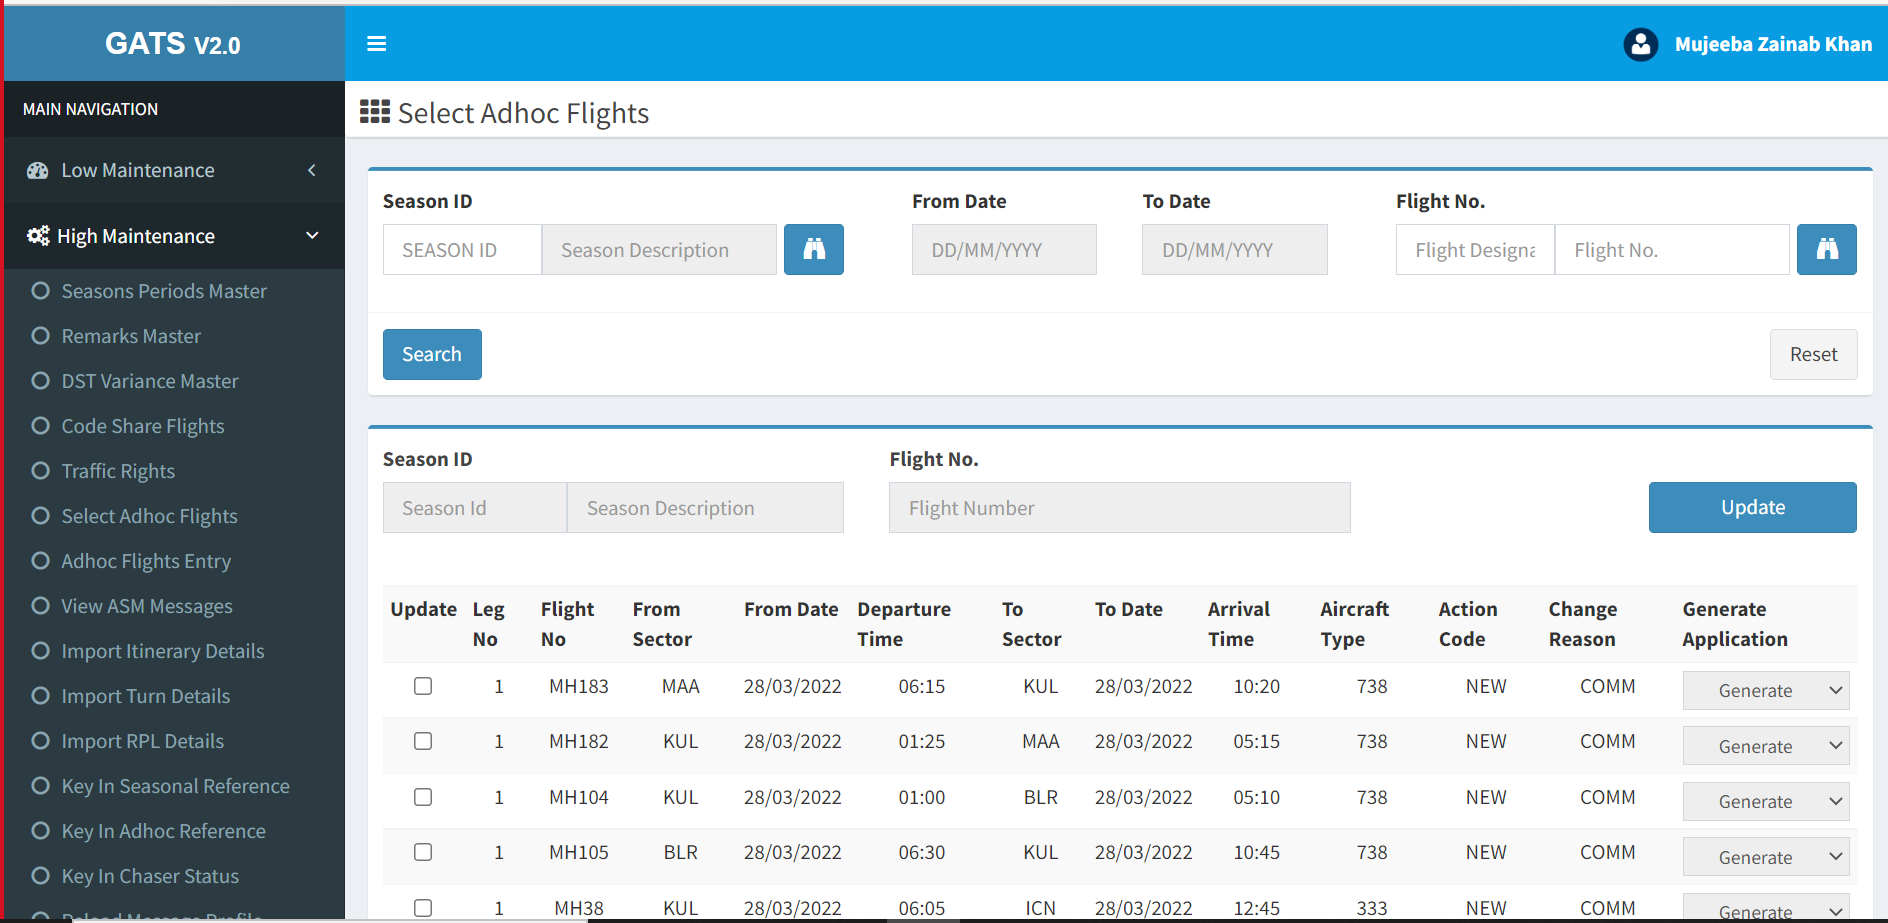 GATS V2.0
Mujeeba Zainab Khan
MAIN NAVIGATION
Low Maintenance
High Maintenance
Seasons Periods Master
Remarks Master
DST Variance Master
Code Share Flights
Traffic Rights
Select Adhoc Flights
Adhoc Flights Entry
View ASM Messages
Import Itinerary Details
Import Turn Details
Import RPL Details
Key In Seasonal Reference
Key In Adhoc Reference
Key In Chaser Status
Reload Message Profile
Select Adhoc Flights
Season ID From Date To Date Flight No.
SEASON ID Season Description DD/MM/YYYY DD/MM/YYYY Flight Designa Flight No.
Search Reset
Season ID Flight No.
Season Id Season Description Flight Number Update
Update Leg No Flight No From Sector From Date Departure Time To Sector To Date Arrival Time Aircraft Type Action Code Change Reason Generate Application
1 MH183 MAA 28/03/2022 06:15 KUL 28/03/2022 10:20 738 NEW COMM Generate
1 MH182 KUL 28/03/2022 01:25 MAA 28/03/2022 05:15 738 NEW COMM Generate
1 MH104 KUL 28/03/2022 01:00 BLR 28/03/2022 05:10 738 NEW COMM Generate
1 MH105 BLR 28/03/2022 06:30 KUL 28/03/2022 10:45 738 NEW COMM Generate
1 MH38 KUL 28/03/2022 06:05 ICN 28/03/2022 12:45 333 NEW COMM Generate